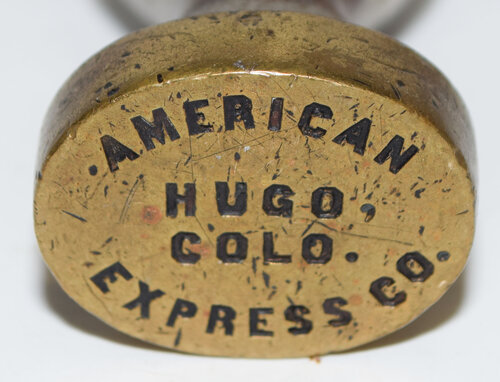 AMERICAN
HUGO,
COLO.
EXPRESS CO.